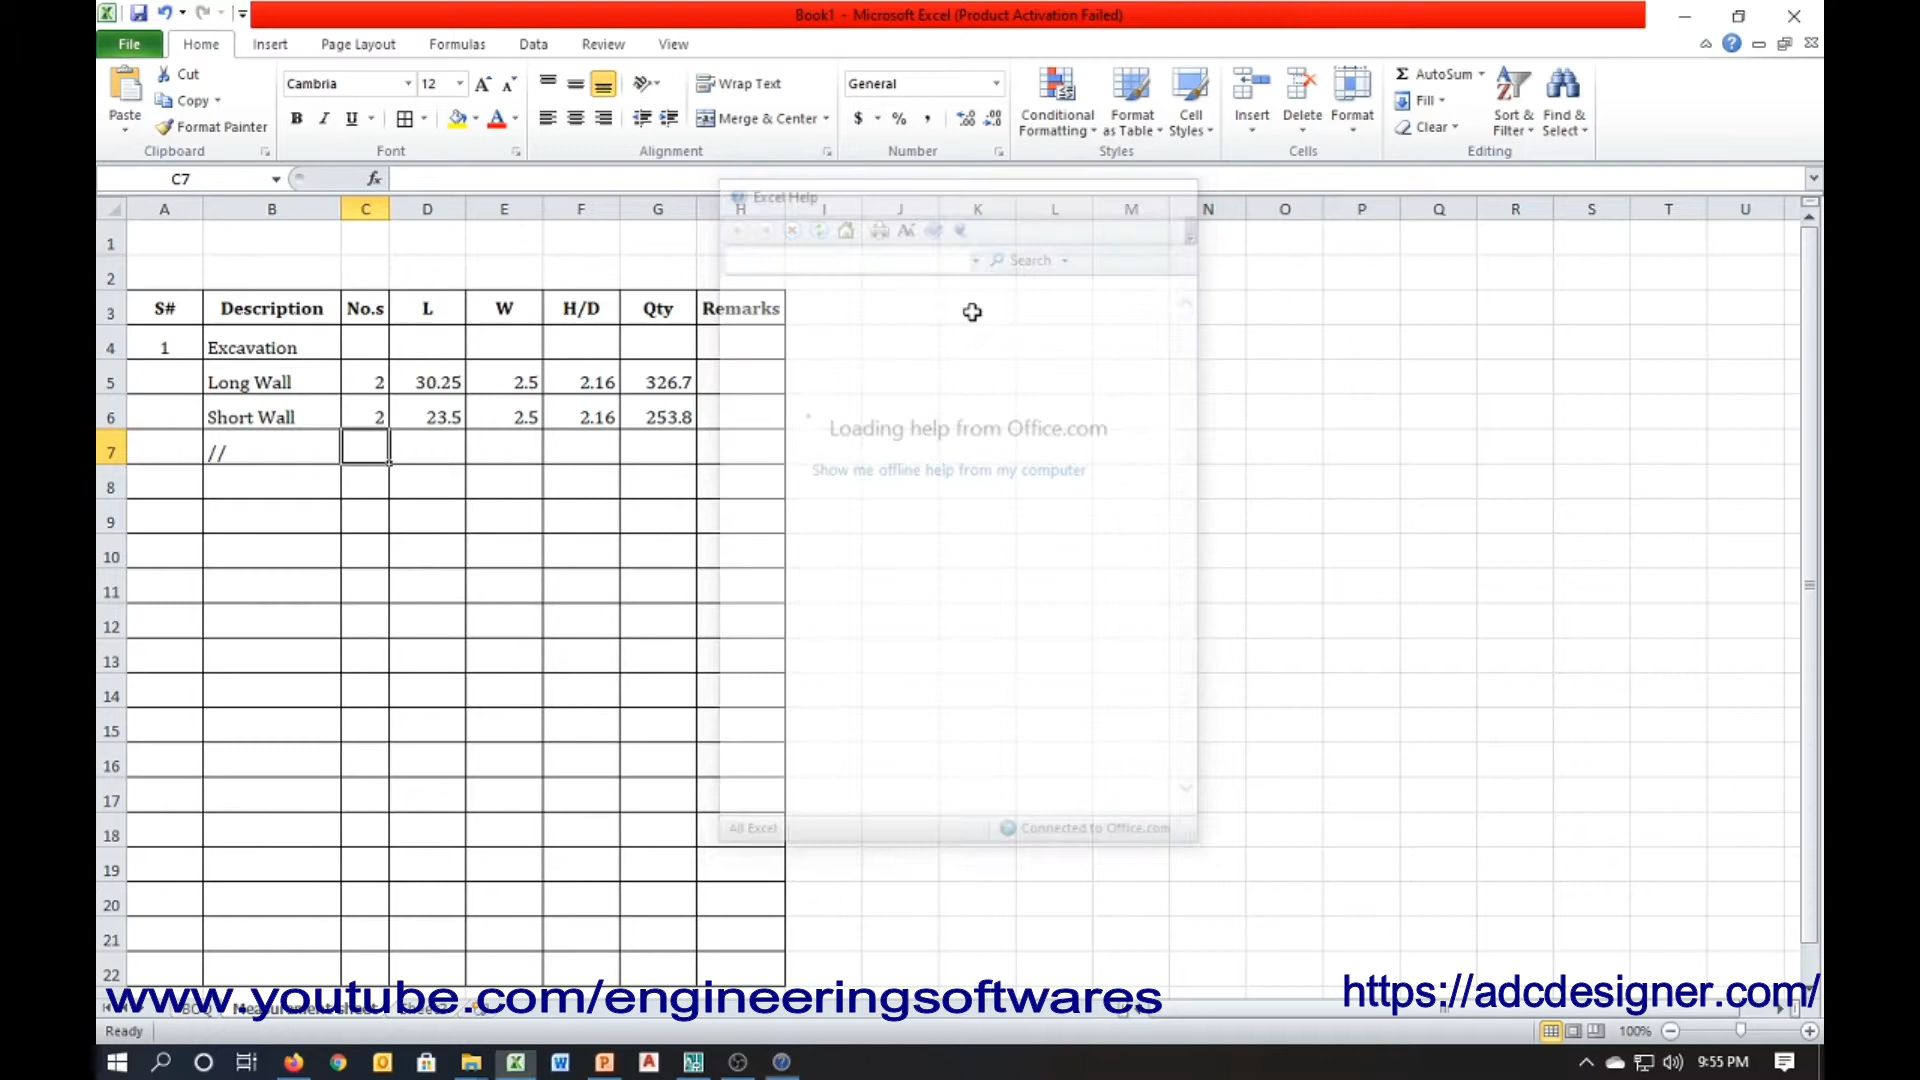 Book1 - Microsoft Excel (Product Activation Failed)
File Home Insert Page Layout Formulas Data Review View
Paste
Cut
Copy
Format Painter
Clipboard
Cambria 12
B I U
Font
Wrap Text
Merge & Center
Alignment
General
$ % ,
Number
Conditional Formatting
Format as Table
Cell Styles
Styles
Insert Delete Format
Cells
AutoSum
Fill
Clear
Sort & Filter
Find & Select
Editing
C7 fx
A B C D E F G H I J K L M N O P Q R S T U
Excel Help
Search
1
2
3 S# Description No.s L W H/D Qty Remarks
4 1 Excavation
5 Long Wall 2 30.25 2.5 2.16 326.7
6 Short Wall 2 23.5 2.5 2.16 253.8
7 //
8
9
10
11
12
13
14
15
16
17
18
19
20
21
22
Loading help from Office.com
Show me offline help from my computer
All Excel Connected to Office.com
www.youtube.com/engineeringsoftwares
https://adcdesigner.com/
Ready 100%
9:55 PM